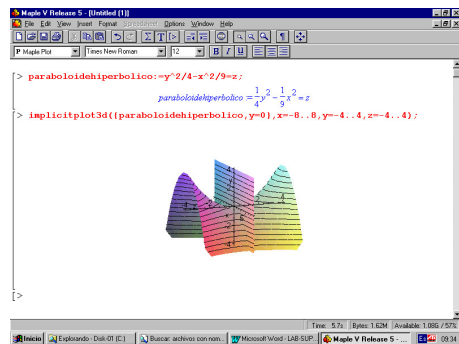 Maple V Release 5 - [Untitled (1)]
File Edit View Insert Format Spreadsheet Options Window Help
P Maple Plot Times New Roman 12 B I U
> paraboloidehiperbolico:=y^2/4-x^2/9=z;
paraboloidehiperbolico := 1/4 y^2 - 1/9 x^2 = z
> implicitplot3d({paraboloidehiperbolico,y=0},x=-8..8,y=-4..4,z=-4..4);
>
Time: 5.7s Bytes: 1.62M Available: 1.08G / 57%
Inicio Explorando - Disk-01 (C:) Buscar: archivos con nom... Microsoft Word - LAB-SUP... Maple V Release 5 - ... Es 09:34